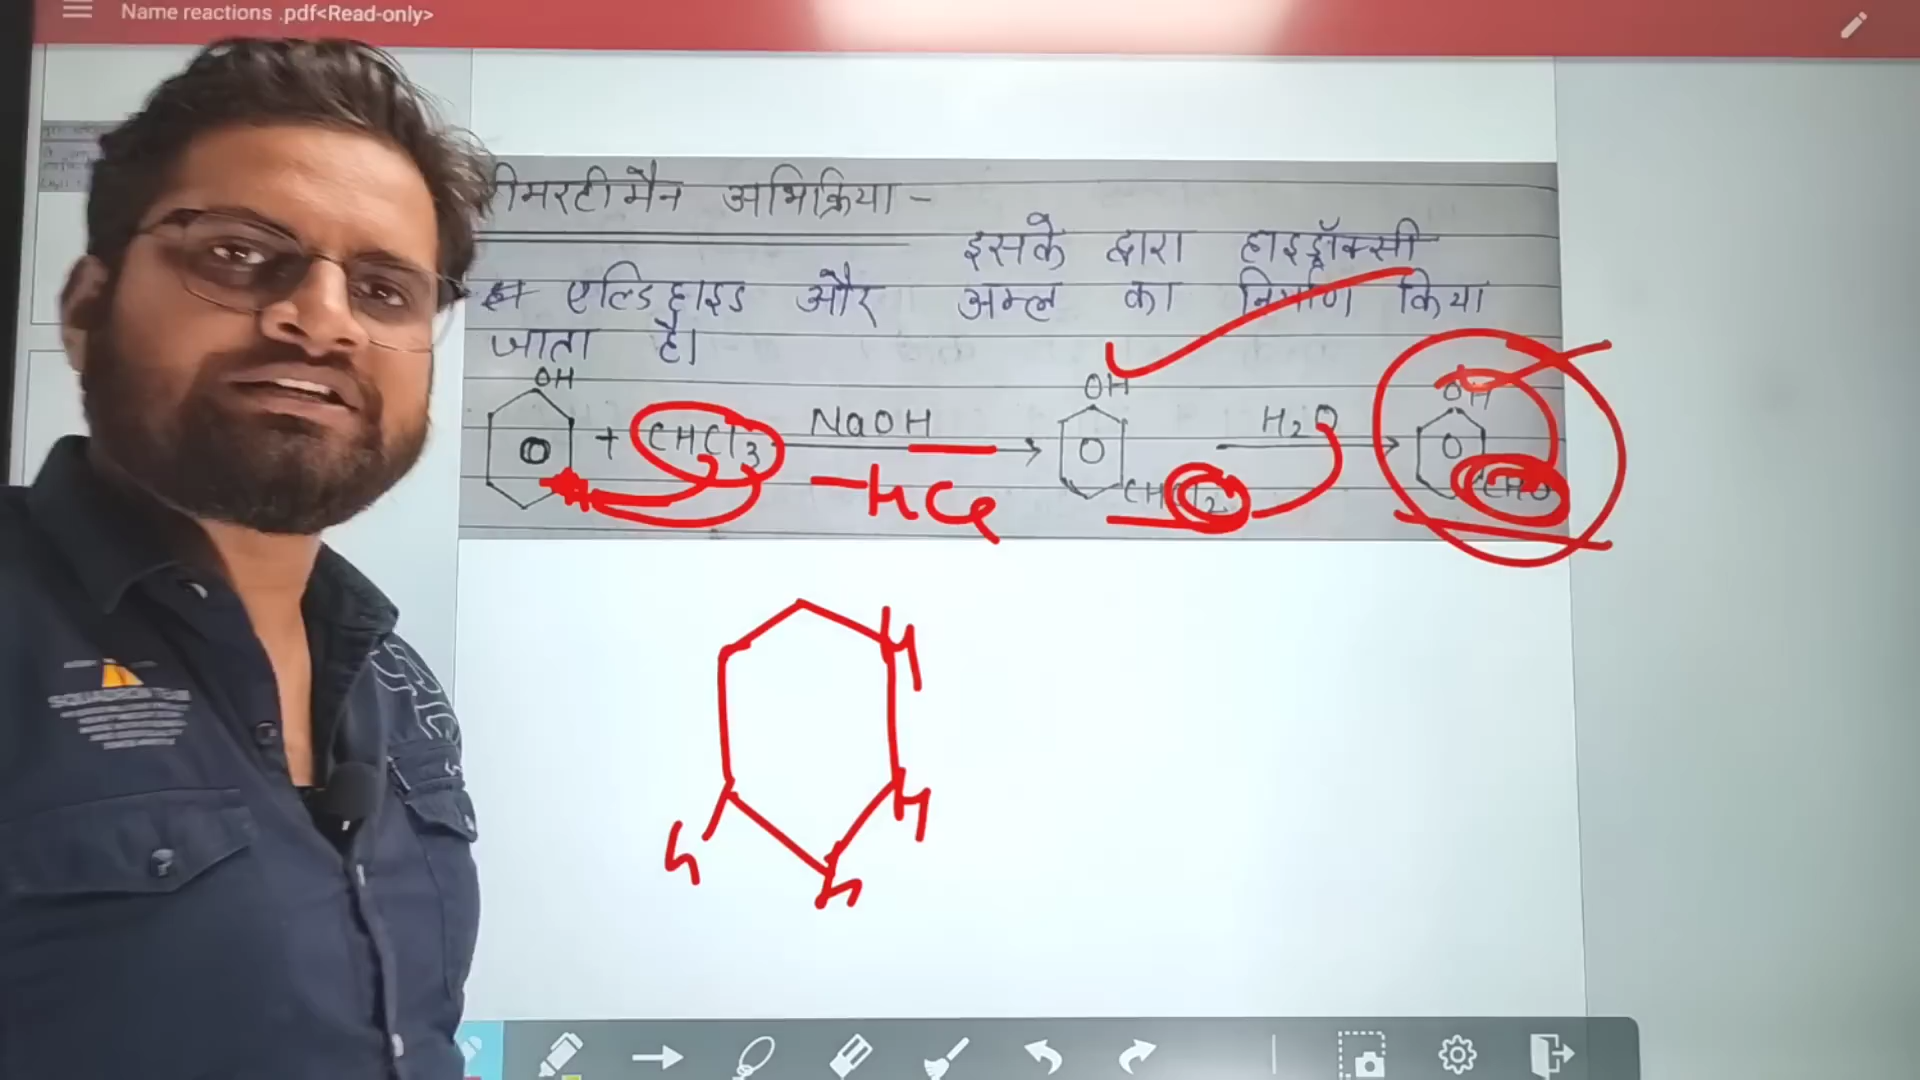 Name reactions .pdf<Read-only>
ीमरटीमैन अभिक्रिया -
इसके द्वारा हाइड्रॉक्सी
एल्डिहाइड और अम्ल का निर्माण किया
जाता है।
OH OH OH
+ CHCl3 NaOH H2O
CHCl2 CHO
-HCl
H
H
H
H